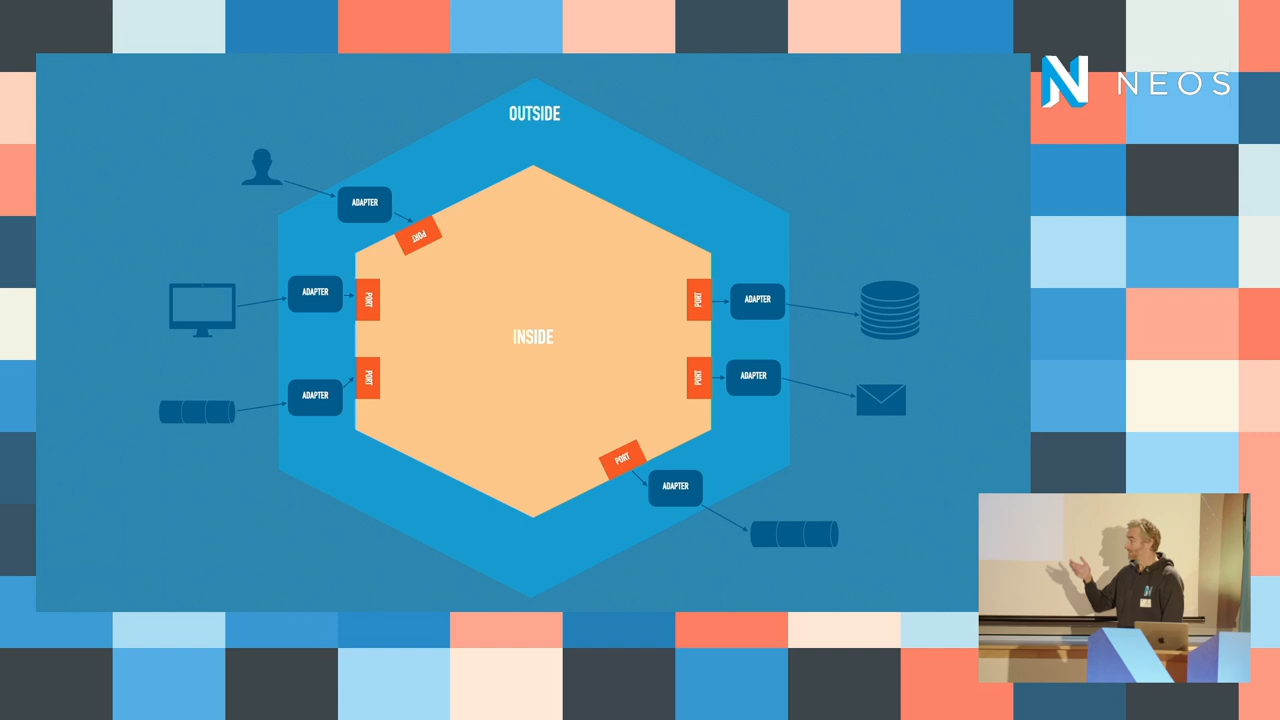 NEOS
OUTSIDE
ADAPTER
PORT
ADAPTER
PORT
ADAPTER
PORT
INSIDE
PORT
ADAPTER
PORT
ADAPTER
PORT
ADAPTER